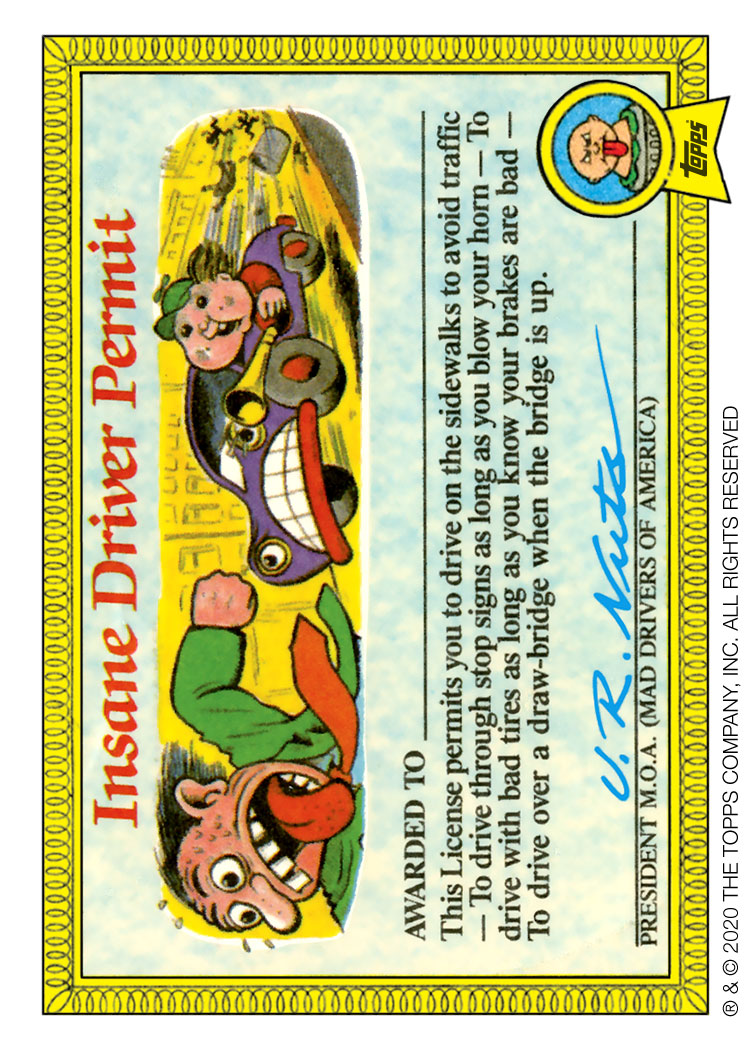 Insane Driver Permit
AWARDED TO
This License permits you to drive on the sidewalks to avoid traffic
— To drive through stop signs as long as you blow your horn — To
drive with bad tires as long as you know your brakes are bad —
To drive over a draw-bridge when the bridge is up.
U. R. Nuts
PRESIDENT M.O.A. (MAD DRIVERS OF AMERICA)
topps
® & © 2020 THE TOPPS COMPANY, INC. ALL RIGHTS RESERVED